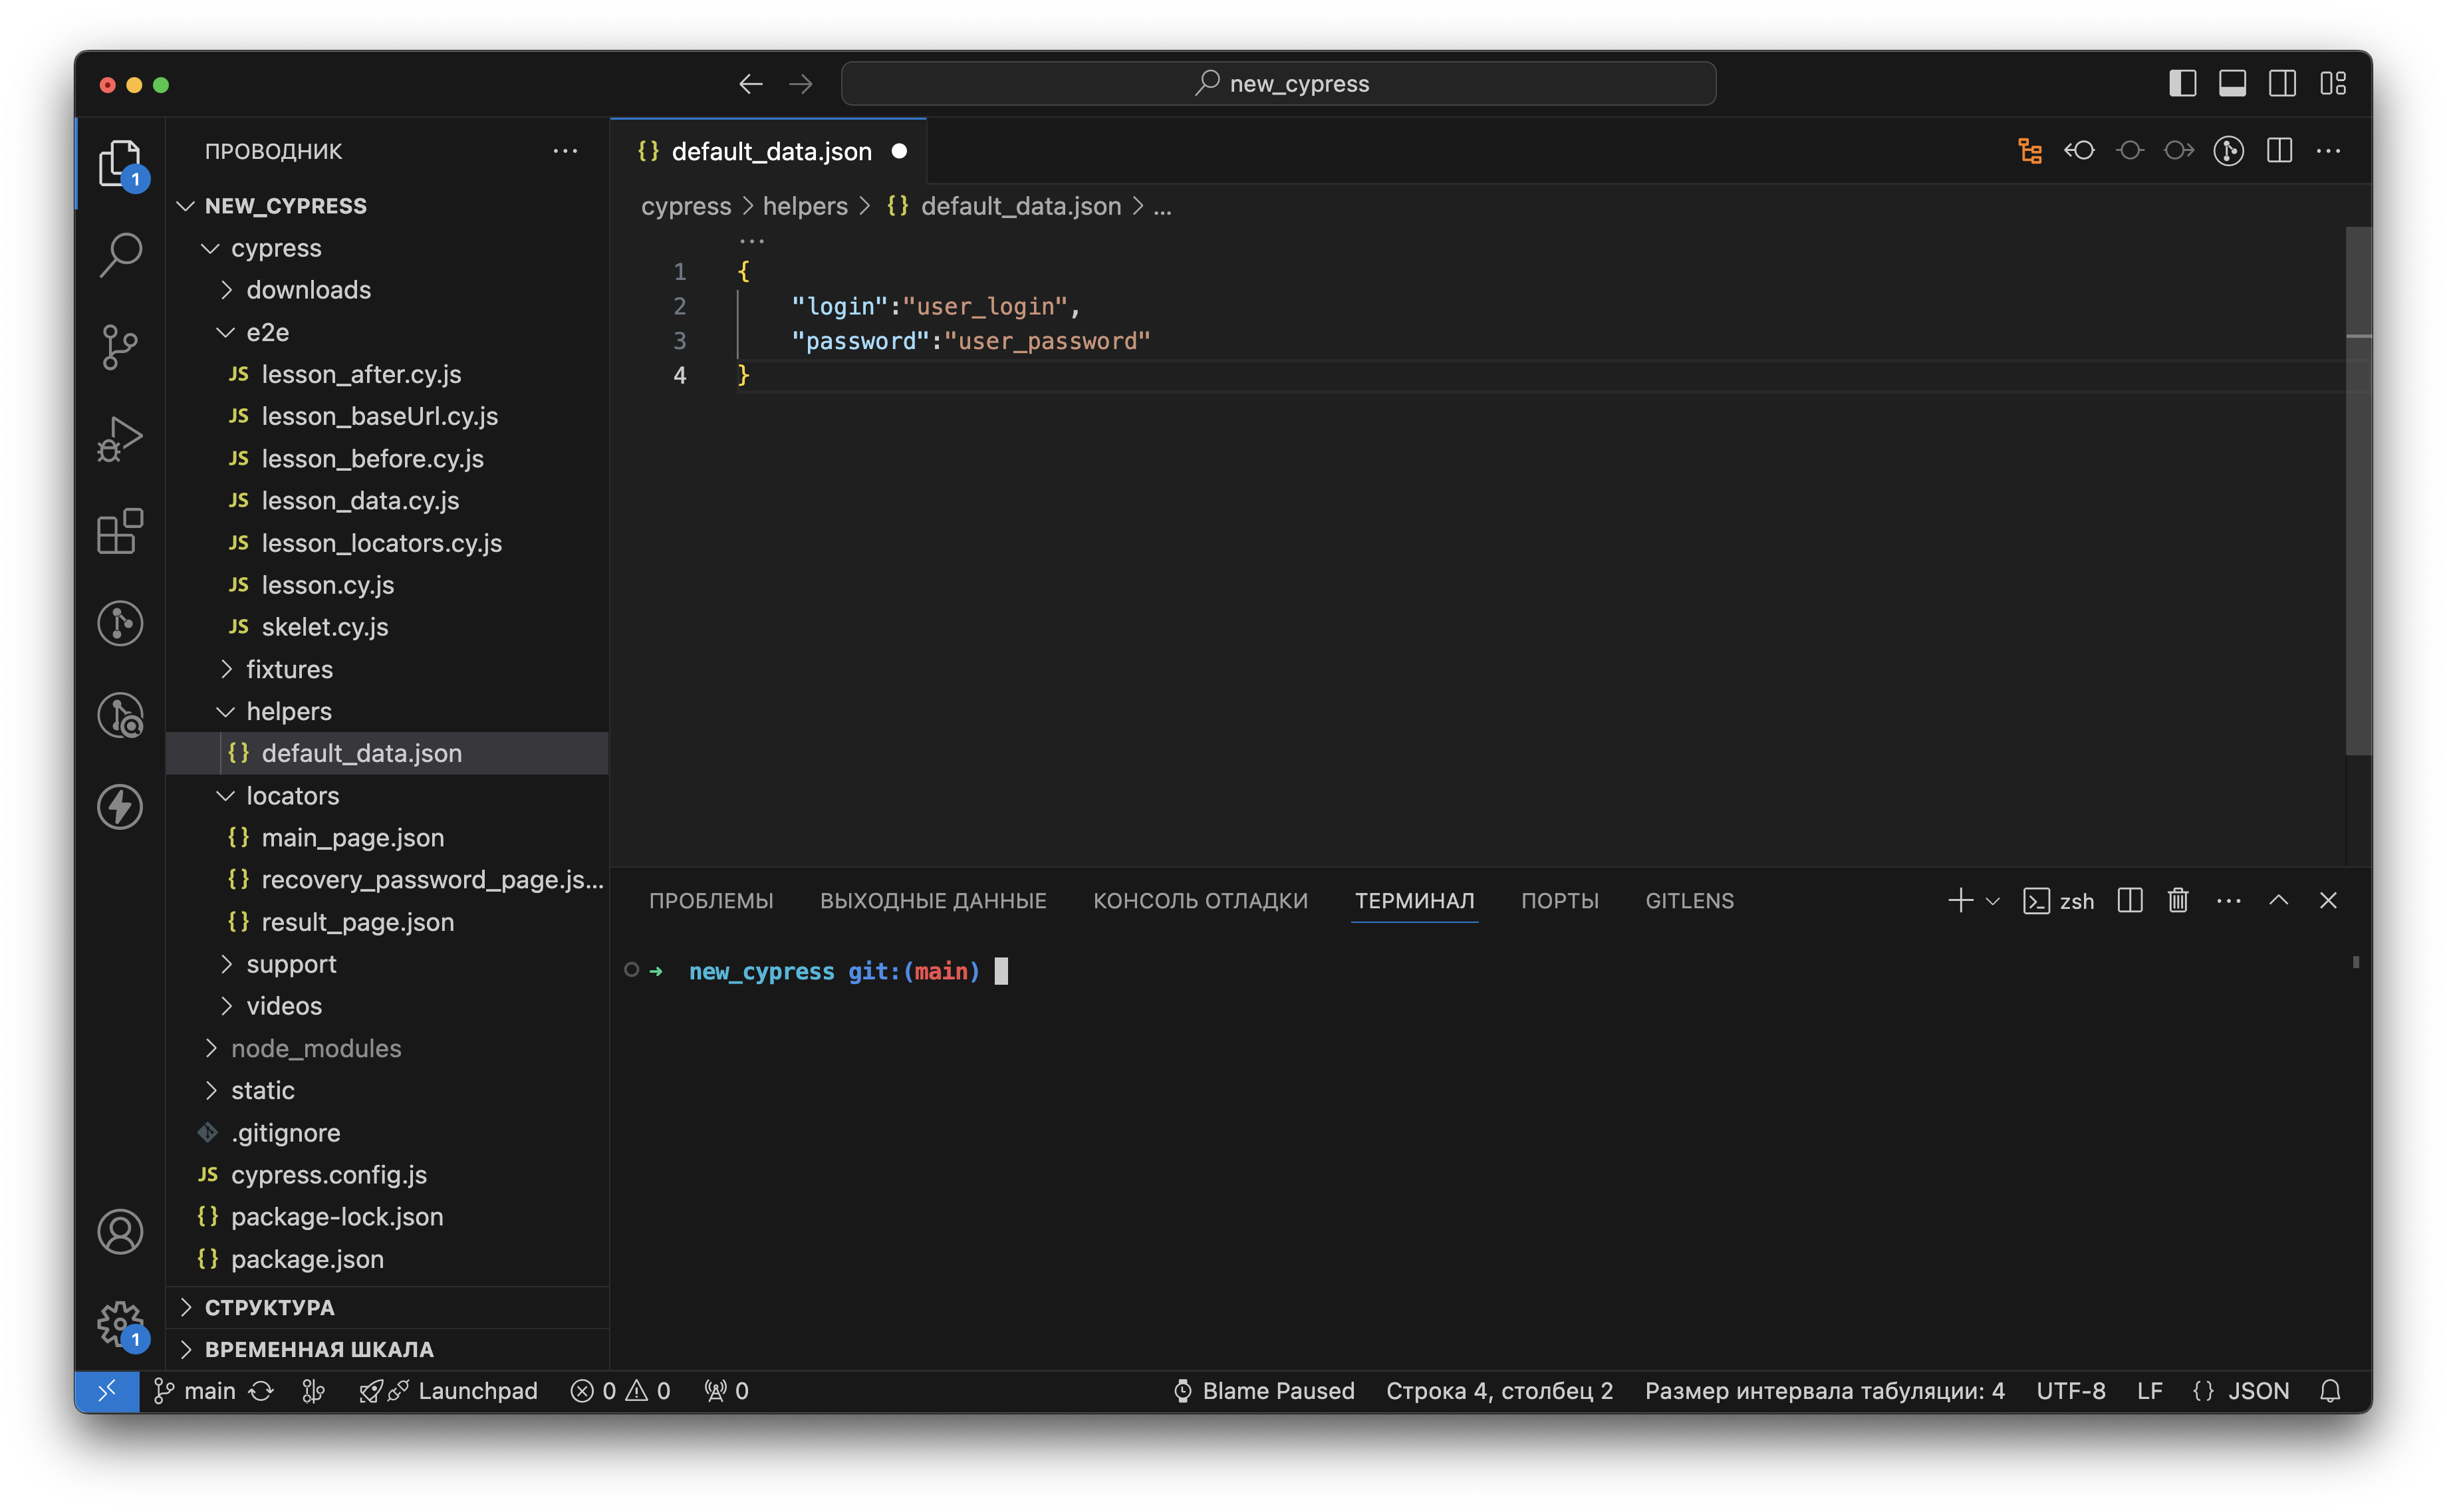 new_cypress
ПРОВОДНИК
NEW_CYPRESS
cypress
downloads
e2e
JS lesson_after.cy.js
JS lesson_baseUrl.cy.js
JS lesson_before.cy.js
JS lesson_data.cy.js
JS lesson_locators.cy.js
JS lesson.cy.js
JS skelet.cy.js
fixtures
helpers
{} default_data.json
locators
{} main_page.json
{} recovery_password_page.js...
{} result_page.json
support
videos
node_modules
static
.gitignore
JS cypress.config.js
{} package-lock.json
{} package.json
СТРУКТУРА
ВРЕМЕННАЯ ШКАЛА
1
1
{} default_data.json
cypress > helpers > {} default_data.json > ...
...
1 {
2 "login":"user_login",
3 "password":"user_password"
4 }
ПРОБЛЕМЫ ВЫХОДНЫЕ ДАННЫЕ КОНСОЛЬ ОТЛАДКИ ТЕРМИНАЛ ПОРТЫ GITLENS zsh
➜ new_cypress git:(main)
main Launchpad 0 0 0 Blame Paused Строка 4, столбец 2 Размер интервала табуляции: 4 UTF-8 LF {} JSON